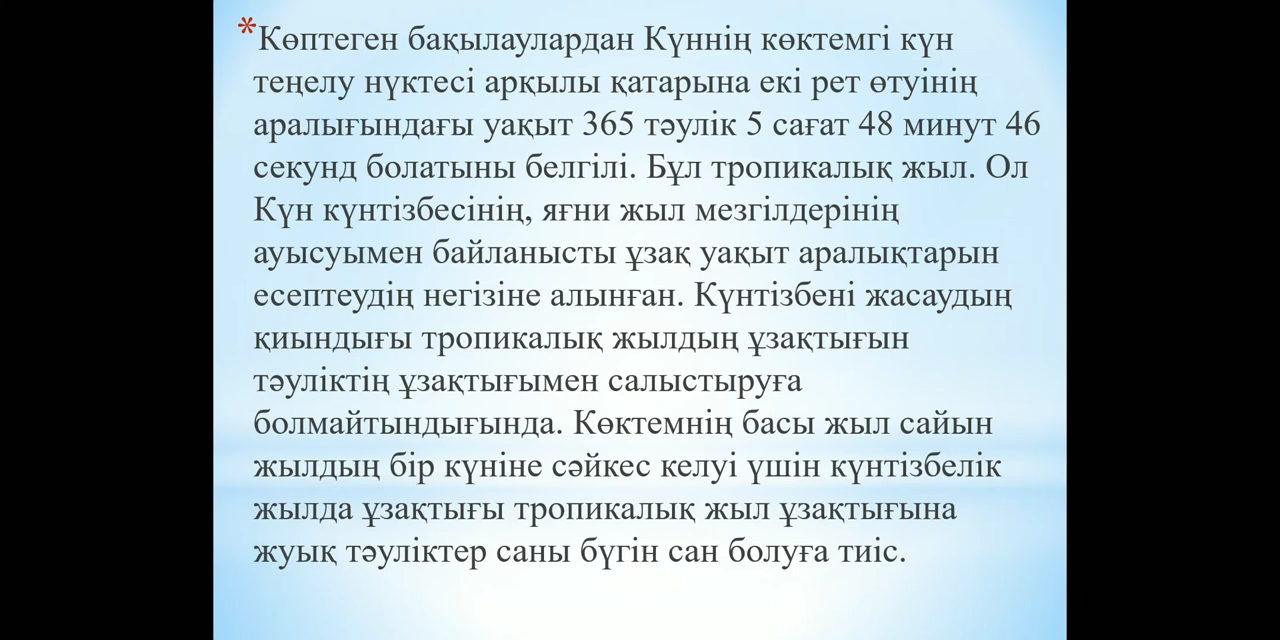 *Көптеген бақылаулардан Күннің көктемгі күн
теңелу нүктесі арқылы қатарына екі рет өтуінің
аралығындағы уақыт 365 тәулік 5 сағат 48 минут 46
секунд болатыны белгілі. Бұл тропикалық жыл. Ол
Күн күнтізбесінің, яғни жыл мезгілдерінің
ауысуымен байланысты ұзақ уақыт аралықтарын
есептеудің негізіне алынған. Күнтізбені жасаудың
қиындығы тропикалық жылдың ұзақтығын
тәуліктің ұзақтығымен салыстыруға
болмайтындығында. Көктемнің басы жыл сайын
жылдың бір күніне сәйкес келуі үшін күнтізбелік
жылда ұзақтығы тропикалық жыл ұзақтығына
жуық тәуліктер саны бүгін сан болуға тиіс.